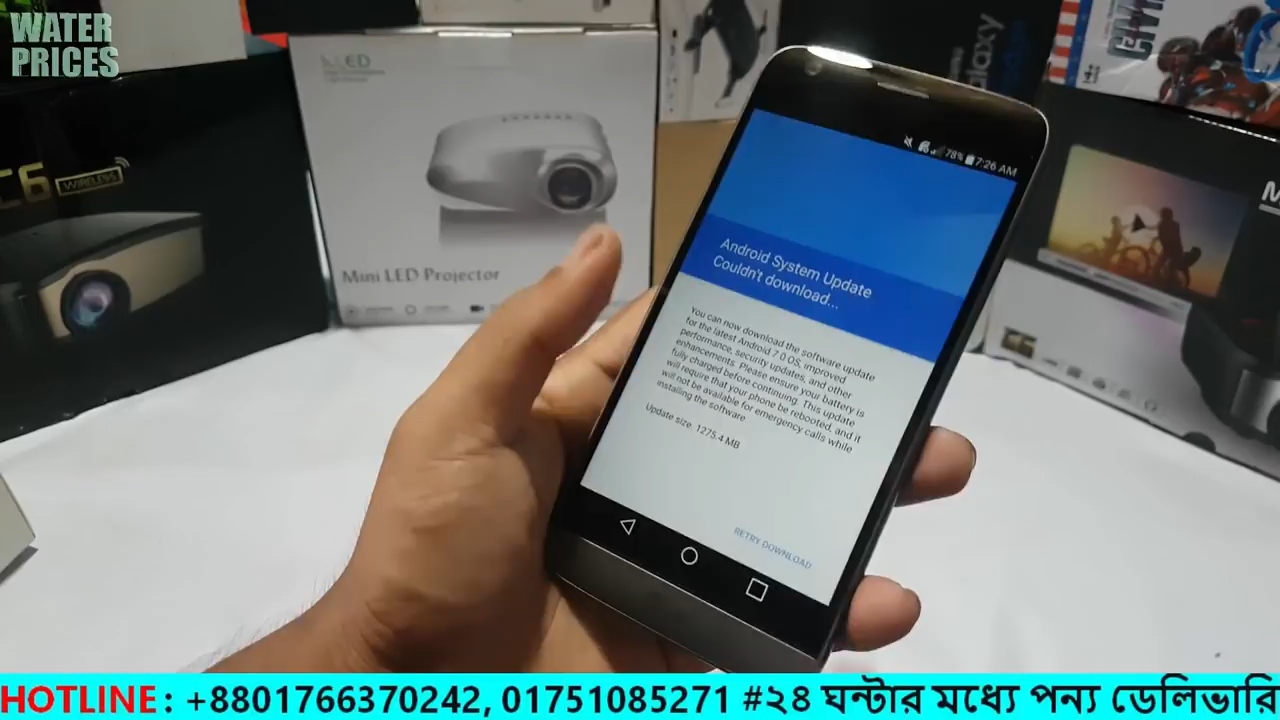 WATER
PRICES
C6 WIRELESS
Mini LED Projector
Galaxy
CIVIL
78% 7:26 AM
Android System Update
Couldn't download...
You can now download the software update
for the latest Android 7.0 OS, improved
performance, security updates, and other
enhancements. Please ensure your battery is
fully charged before continuing. This update
will require that your phone be rebooted, and it
will not be available for emergency calls while
installing the software
Update size: 1275.4 MB
RETRY DOWNLOAD
HOTLINE : +8801766370242, 01751085271 #২৪ ঘন্টার মধ্যে পন্য ডেলিভারি